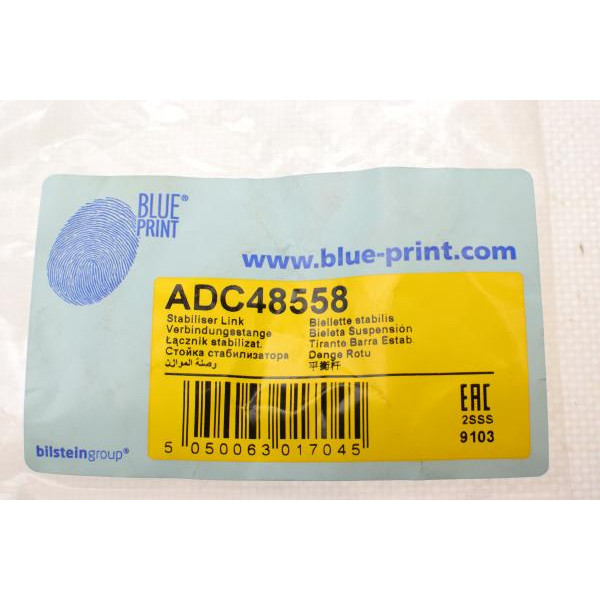 BLUE®
PRINT
www.blue-print.com
ADC48558
Stabiliser Link
Verbindungsstange
Łącznik stabilizat.
Стойка стабилизатора
وصلة الموازن
Biellette stabilis
Bieleta Suspensión
Tirante Barra Estab.
Denge Rotu
平衡杆
5 050063 017045
EAC
2SSS
9103
bilsteingroup®